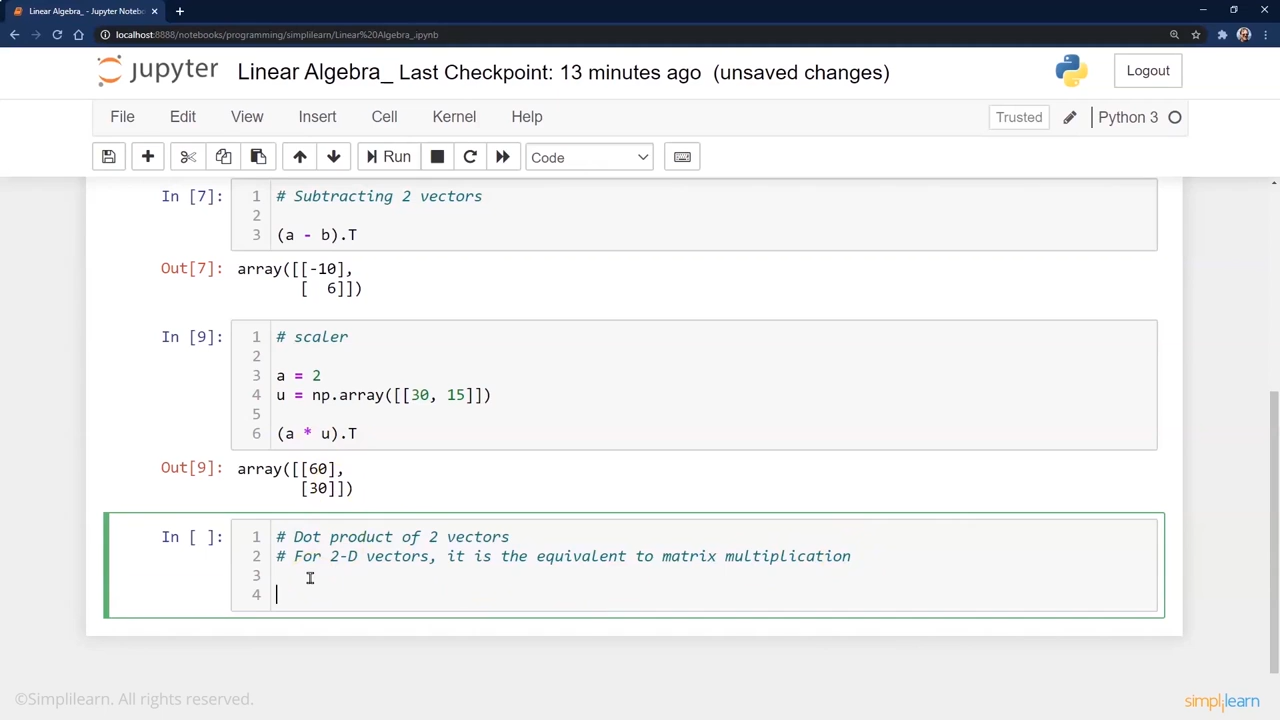 Linear Algebra_ - Jupyter Notebo
localhost:8888/notebooks/programming/simplilearn/Linear%20Algebra_.ipynb
jupyter Linear Algebra_ Last Checkpoint: 13 minutes ago (unsaved changes) Logout
File Edit View Insert Cell Kernel Help Trusted Python 3
Run Code
In [7]: 1 # Subtracting 2 vectors
2
3 (a - b).T
Out[7]: array([[-10],
[ 6]])
In [9]: 1 # scaler
2
3 a = 2
4 u = np.array([[30, 15]])
5
6 (a * u).T
Out[9]: array([[60],
[30]])
In [ ]: 1 # Dot product of 2 vectors
2 # For 2-D vectors, it is the equivalent to matrix multiplication
3
4
©Simplilearn. All rights reserved.
simplilearn